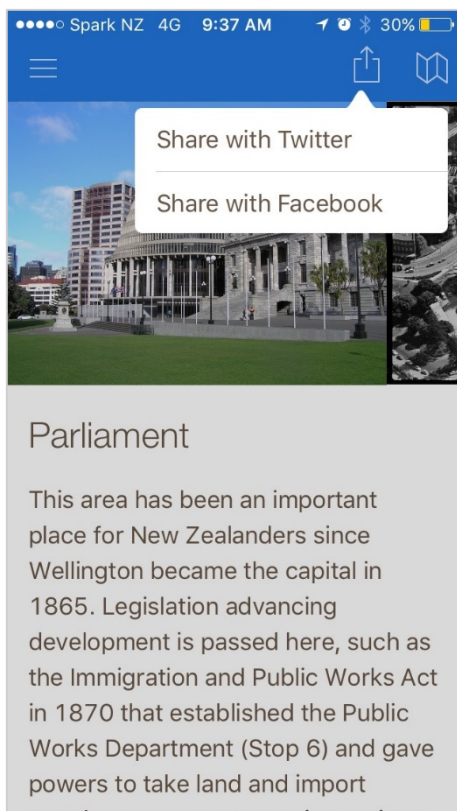 Spark NZ 4G 9:37 AM 30%
Share with Twitter
Share with Facebook
Parliament
This area has been an important
place for New Zealanders since
Wellington became the capital in
1865. Legislation advancing
development is passed here, such as
the Immigration and Public Works Act
in 1870 that established the Public
Works Department (Stop 6) and gave
powers to take land and import